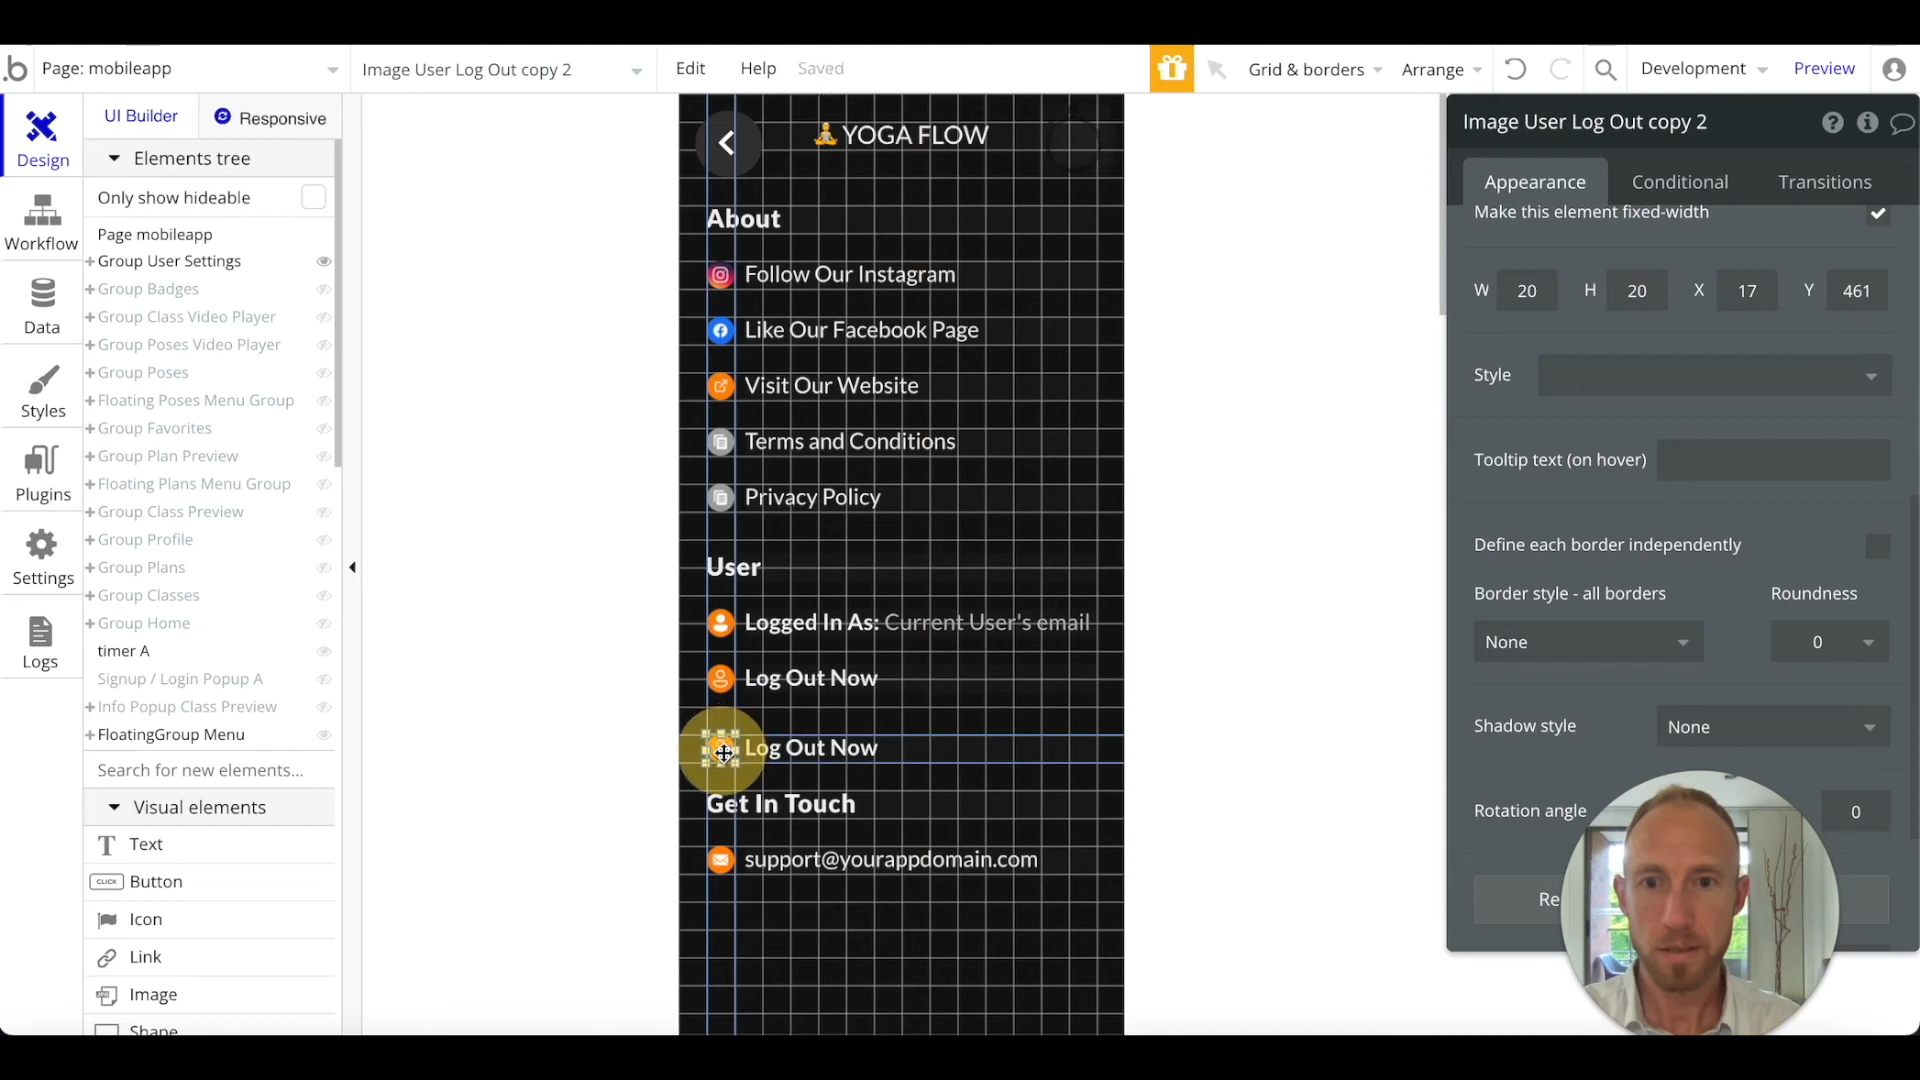 .b
Page: mobileapp
Image User Log Out copy 2
Edit
Help
Saved
Grid & borders
Arrange
Development
Preview
Design
Workflow
Data
Styles
Plugins
Settings
Logs
UI Builder
Responsive
Elements tree
Only show hideable
Page mobileapp
+ Group User Settings
+ Group Badges
+ Group Class Video Player
+ Group Poses Video Player
+ Group Poses
+ Floating Poses Menu Group
+ Group Favorites
+ Group Plan Preview
+ Floating Plans Menu Group
+ Group Class Preview
+ Group Profile
+ Group Plans
+ Group Classes
+ Group Home
timer A
Signup / Login Popup A
+ Info Popup Class Preview
+ FloatingGroup Menu
Search for new elements...
Visual elements
T Text
CLICK Button
Icon
Link
Image
Shape
YOGA FLOW
About
Follow Our Instagram
Like Our Facebook Page
Visit Our Website
Terms and Conditions
Privacy Policy
User
Logged In As: Current User's email
Log Out Now
Log Out Now
Get In Touch
support@yourappdomain.com
Image User Log Out copy 2
Appearance
Conditional
Transitions
Make this element fixed-width
W 20 H 20 X 17 Y 461
Style
Tooltip text (on hover)
Define each border independently
Border style - all borders
Roundness
None
0
Shadow style
None
Rotation angle
0
Re